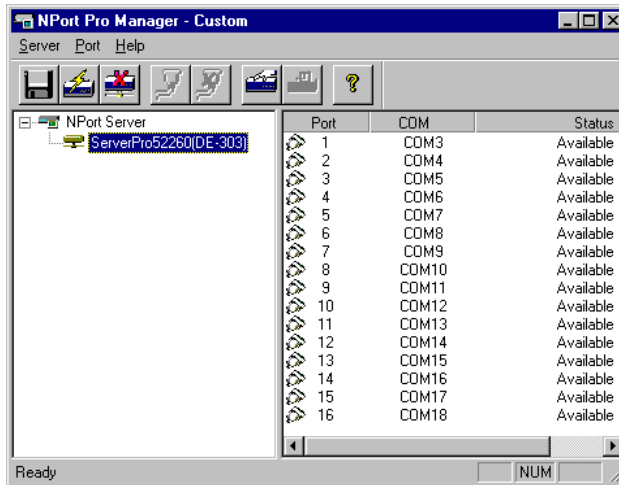 NPort Pro Manager - Custom
Server Port Help
NPort Server
ServerPro52260(DE-303)
Port COM Status
1 COM3 Available
2 COM4 Available
3 COM5 Available
4 COM6 Available
5 COM7 Available
6 COM8 Available
7 COM9 Available
8 COM10 Available
9 COM11 Available
10 COM12 Available
11 COM13 Available
12 COM14 Available
13 COM15 Available
14 COM16 Available
15 COM17 Available
16 COM18 Available
Ready NUM